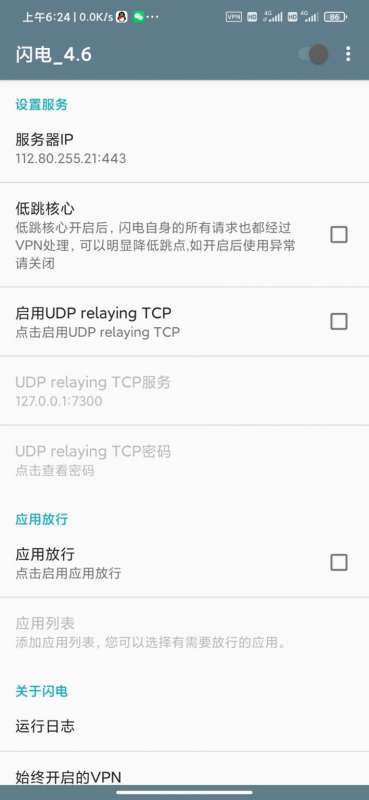 上午6:24 | 0.0K/s
VPN HD 4G HD 4G 86
闪电_4.6
设置服务
服务器IP
112.80.255.21:443
低跳核心
低跳核心开启后，闪电自身的所有请求也都经过
VPN处理，可以明显降低跳点,如开启后使用异常
请关闭
启用UDP relaying TCP
点击启用UDP relaying TCP
UDP relaying TCP服务
127.0.0.1:7300
UDP relaying TCP密码
点击查看密码
应用放行
应用放行
点击启用应用放行
应用列表
添加应用列表，您可以选择有需要放行的应用。
关于闪电
运行日志
始终开启的VPN